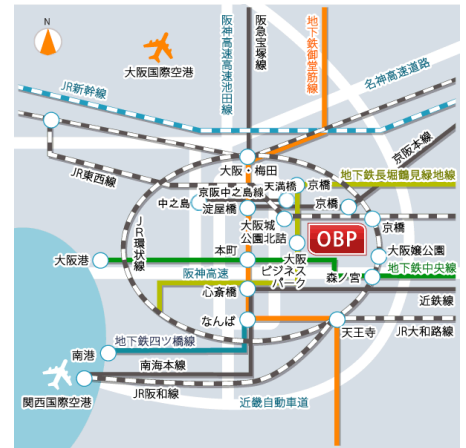 N
大阪国際空港
阪神高速高速池田線
阪急宝塚線
地下鉄御堂筋線
JR新幹線
名神高速道路
京阪本線
JR東西線
大阪・梅田
地下鉄長堀鶴見緑地線
天満橋
京橋
京阪中之島線
中之島
淀屋橋
京橋
京橋
大阪城
公園北詰
OBP
JR環状線
本町
大阪
ビジネス
パーク
大阪嬢公園
大阪港
阪神高速
森ノ宮
地下鉄中央線
心斎橋
近鉄線
なんば
天王寺
JR大和路線
地下鉄四ツ橋線
南港
南海本線
JR阪和線
関西国際空港
近畿自動車道